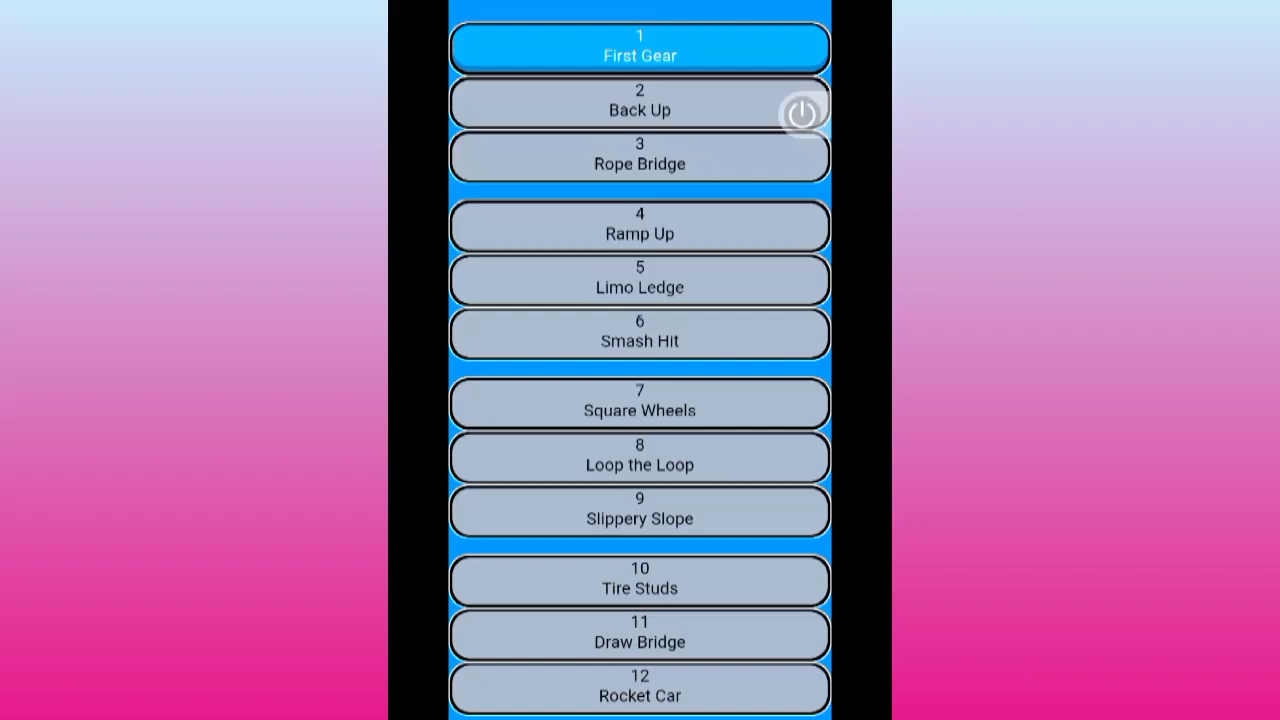 1
First Gear
2
Back Up
3
Rope Bridge
4
Ramp Up
5
Limo Ledge
6
Smash Hit
7
Square Wheels
8
Loop the Loop
9
Slippery Slope
10
Tire Studs
11
Draw Bridge
12
Rocket Car